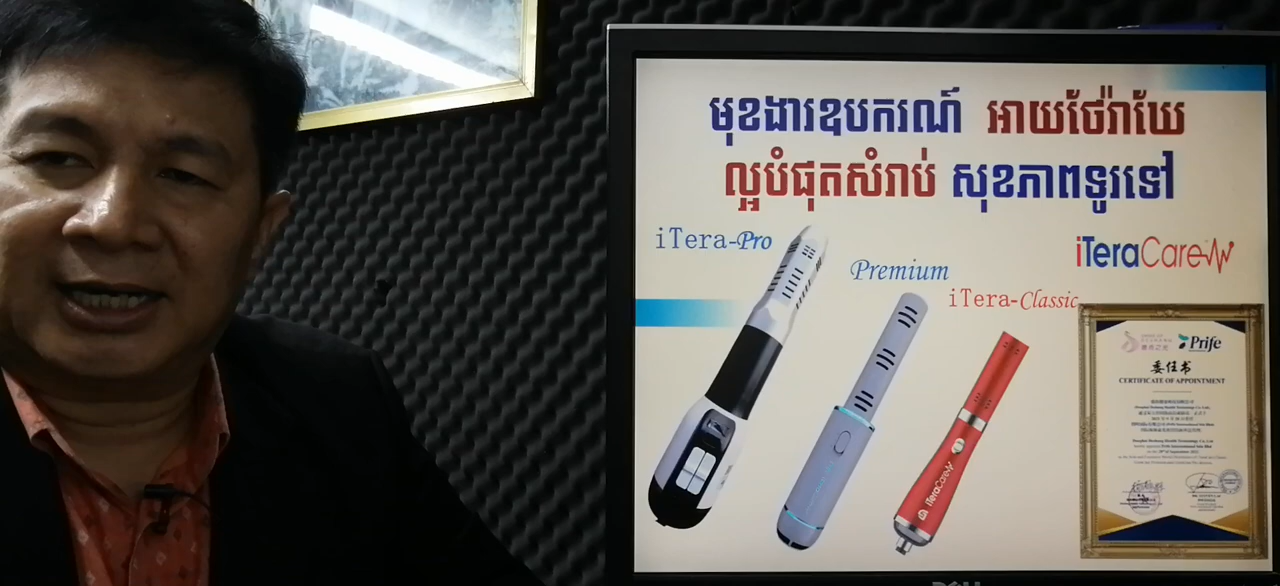 មុខងារឧបករណ៍ អាយថែរ៉ាឃែ
ល្អបំផុតសំរាប់ សុខភាពទូរទៅ
iTera-Pro
Premium
iTera-Classic
iTeraCare
iTeraCare
Prife
委任书
CERTIFICATE OF APPOINTMENT